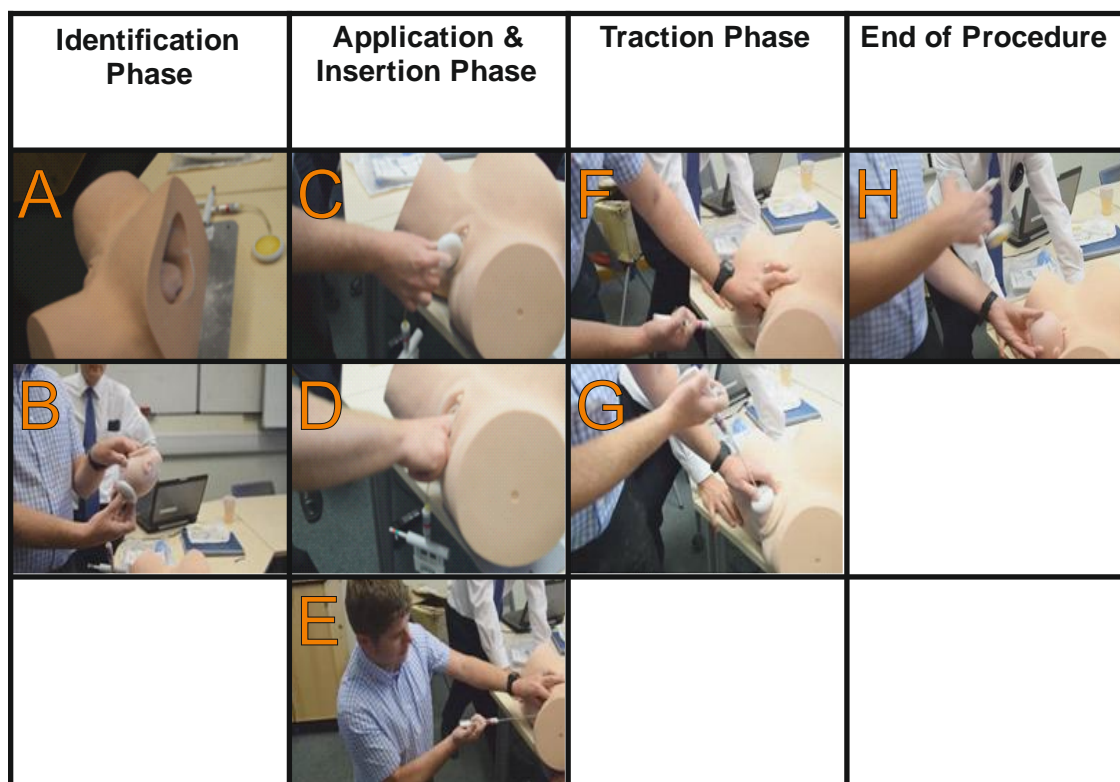 Identification
Phase
Application &
Insertion Phase
Traction Phase
End of Procedure
A
C
F
H
B
D
G
E